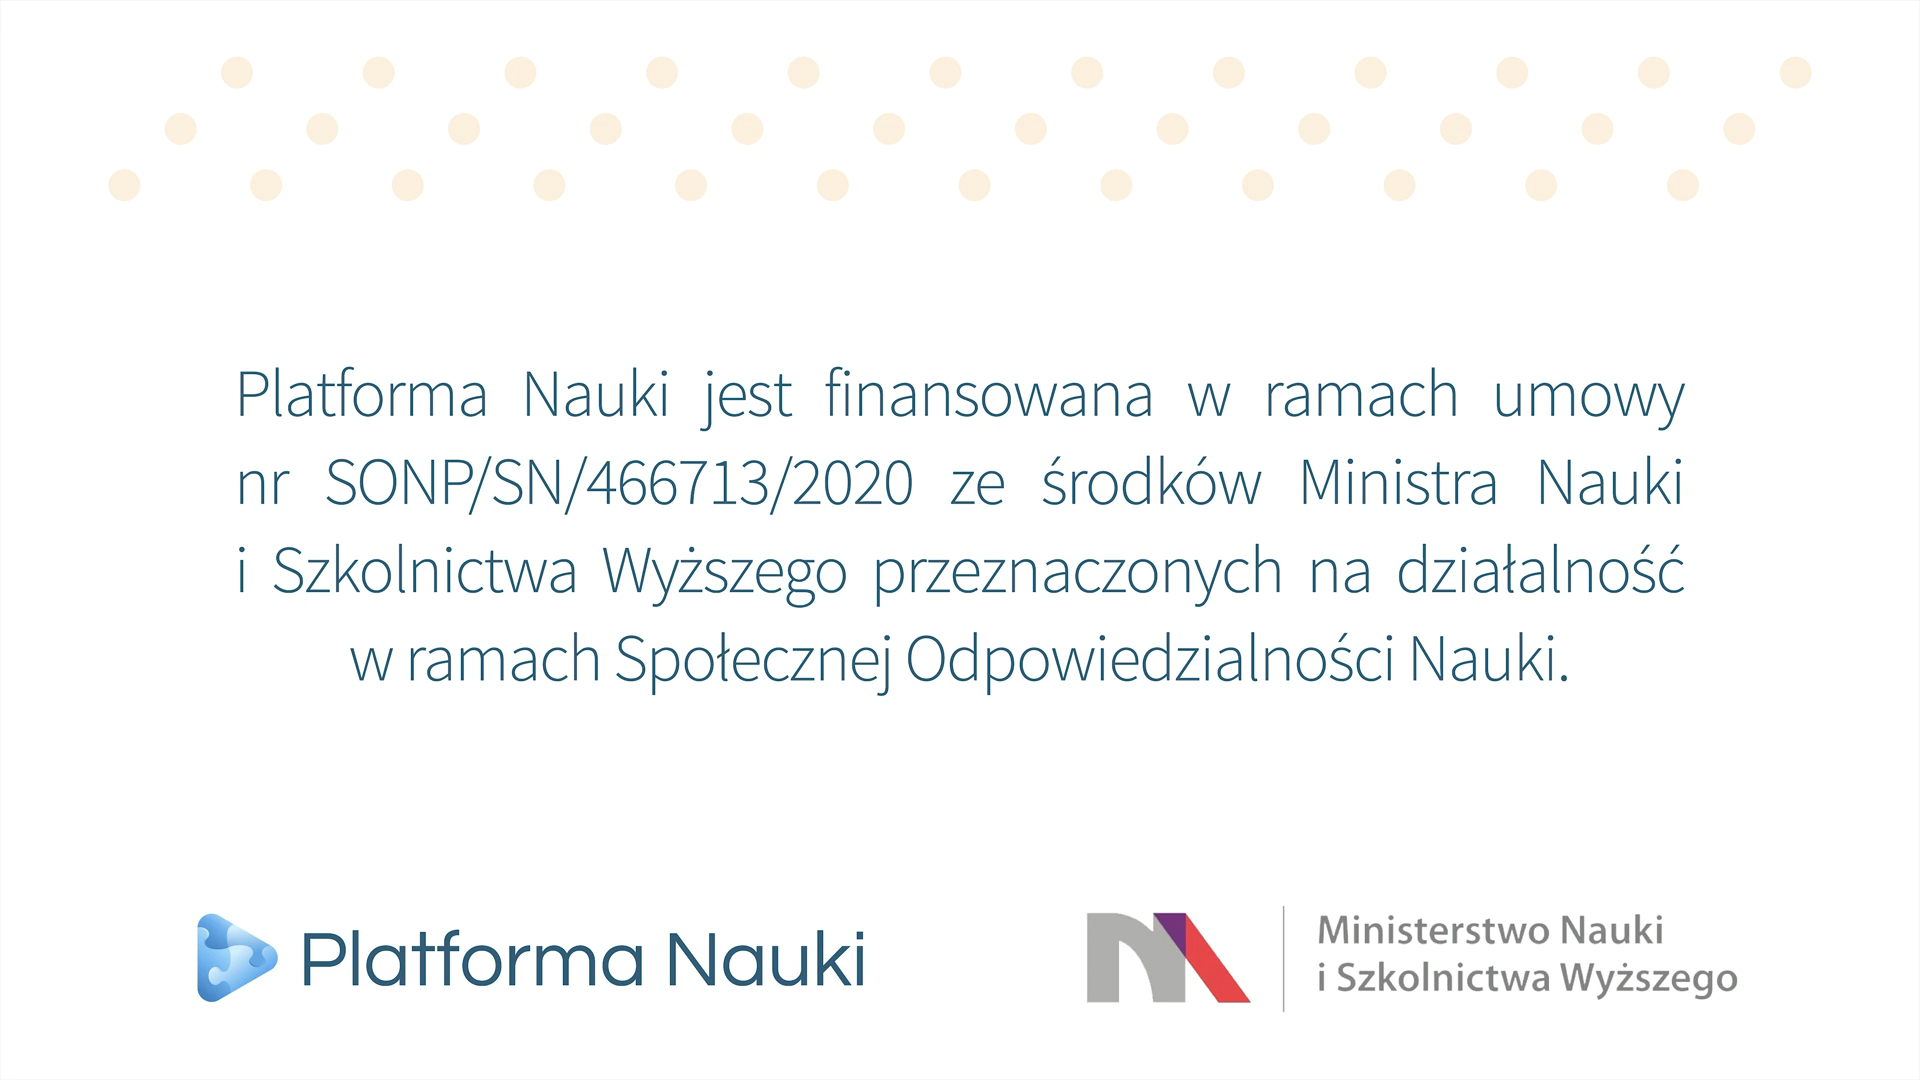 Platforma Nauki jest finansowana w ramach umowy
nr SONP/SN/466713/2020 ze środków Ministra Nauki
i Szkolnictwa Wyższego przeznaczonych na działalność
w ramach Społecznej Odpowiedzialności Nauki.
Platforma Nauki
Ministerstwo Nauki
i Szkolnictwa Wyższego